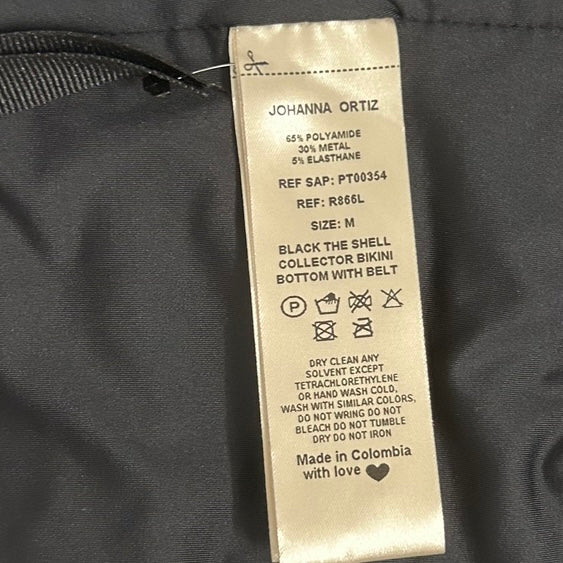 JOHANNA ORTIZ
65% POLYAMIDE
30% METAL
5% ELASTHANE
REF SAP: PT00354
REF: R866L
SIZE: M
BLACK THE SHELL
COLLECTOR BIKINI
BOTTOM WITH BELT
P
DRY CLEAN ANY
SOLVENT EXCEPT
TETRACHLORETHYLENE
OR HAND WASH COLD,
WASH WITH SIMILAR COLORS,
DO NOT WRING DO NOT
BLEACH DO NOT TUMBLE
DRY DO NOT IRON
Made in Colombia
with love